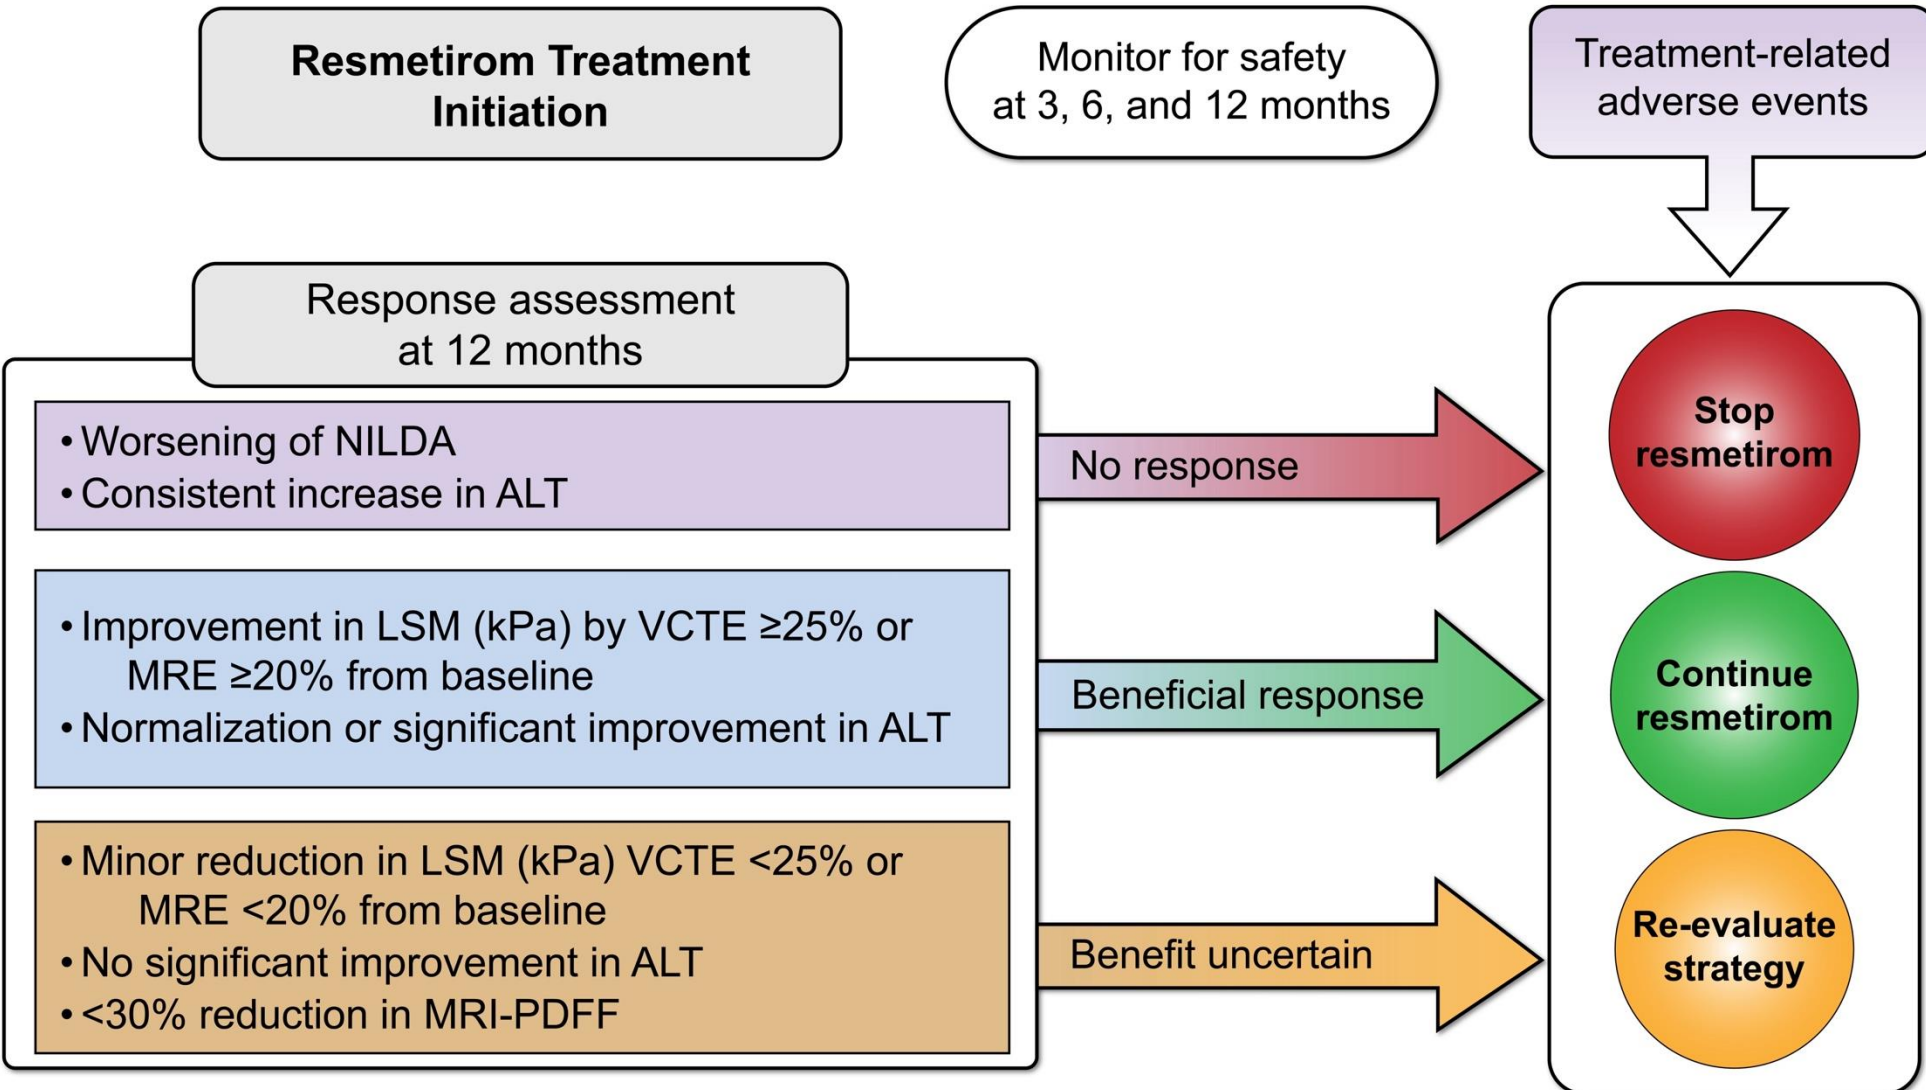 Resmetirom Treatment
Initiation
Monitor for safety
at 3, 6, and 12 months
Treatment-related
adverse events
Response assessment
at 12 months
• Worsening of NILDA
• Consistent increase in ALT
No response
Stop
resmetirom
• Improvement in LSM (kPa) by VCTE ≥25% or
MRE ≥20% from baseline
• Normalization or significant improvement in ALT
Beneficial response
Continue
resmetirom
• Minor reduction in LSM (kPa) VCTE <25% or
MRE <20% from baseline
• No significant improvement in ALT
• <30% reduction in MRI-PDFF
Benefit uncertain
Re-evaluate
strategy